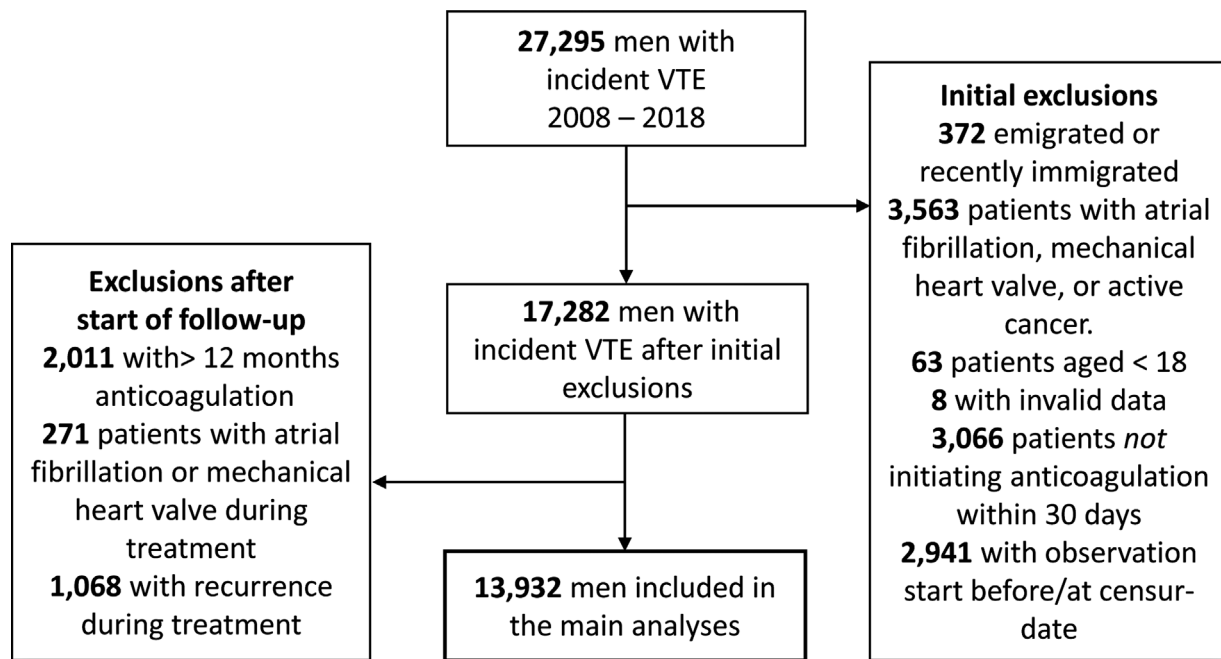 27,295 men with
incident VTE
2008 – 2018
Initial exclusions
372 emigrated or
recently immigrated
3,563 patients with atrial
fibrillation, mechanical
heart valve, or active
cancer.
63 patients aged < 18
8 with invalid data
3,066 patients not
initiating anticoagulation
within 30 days
2,941 with observation
start before/at censur-
date
17,282 men with
incident VTE after initial
exclusions
Exclusions after
start of follow-up
2,011 with> 12 months
anticoagulation
271 patients with atrial
fibrillation or mechanical
heart valve during
treatment
1,068 with recurrence
during treatment
13,932 men included in
the main analyses